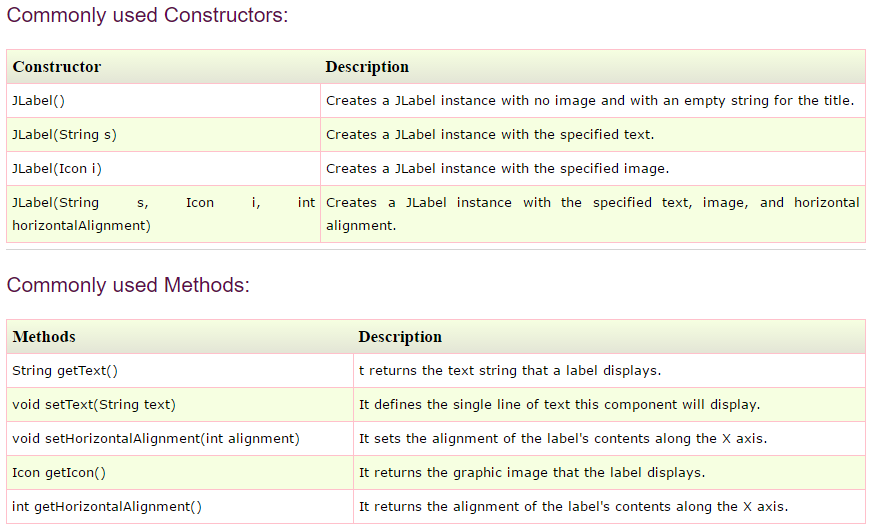 Commonly used Constructors:
Constructor Description
JLabel() Creates a JLabel instance with no image and with an empty string for the title.
JLabel(String s) Creates a JLabel instance with the specified text.
JLabel(Icon i) Creates a JLabel instance with the specified image.
JLabel(String s, Icon i, int Creates a JLabel instance with the specified text, image, and horizontal
horizontalAlignment) alignment.
Commonly used Methods:
Methods Description
String getText() t returns the text string that a label displays.
void setText(String text) It defines the single line of text this component will display.
void setHorizontalAlignment(int alignment) It sets the alignment of the label's contents along the X axis.
Icon getIcon() It returns the graphic image that the label displays.
int getHorizontalAlignment() It returns the alignment of the label's contents along the X axis.